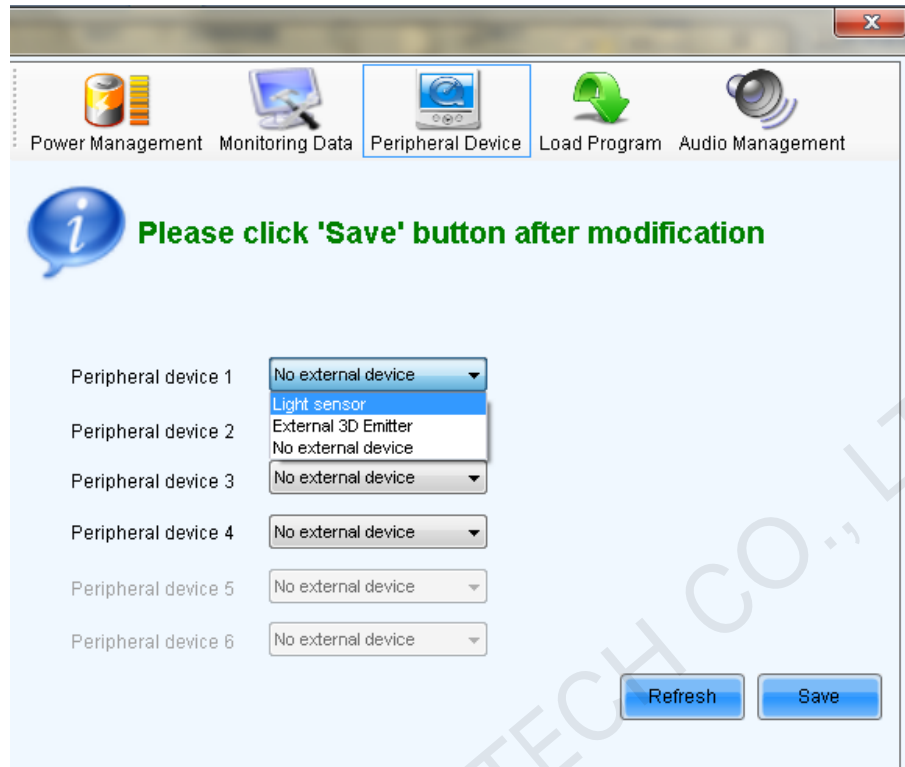 x
Power Management Monitoring Data Peripheral Device Load Program Audio Management
Please click 'Save' button after modification
Peripheral device 1 No external device
Light sensor
External 3D Emitter
Peripheral device 2
No external device
Peripheral device 3 No external device
Peripheral device 4 No external device
Peripheral device 5 No external device
Peripheral device 6 No external device
Refresh Save
TECH CO., LT